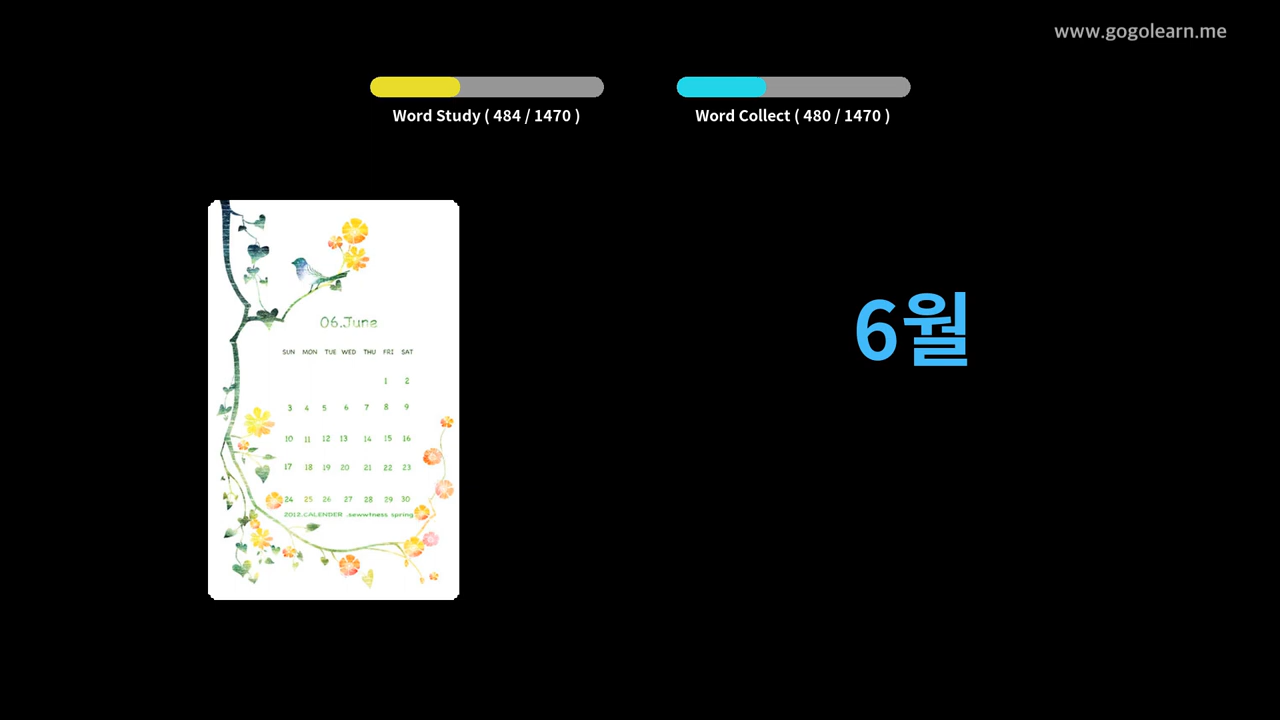 www.gogolearn.me
Word Study ( 484 / 1470 )
Word Collect ( 480 / 1470 )
06.June
SUN MON TUE WED THU FRI SAT
1 2
3 4 5 6 7 8 9
10 11 12 13 14 15 16
17 18 19 20 21 22 23
24 25 26 27 28 29 30
2012.CALENDER .sewwtness spring
6월